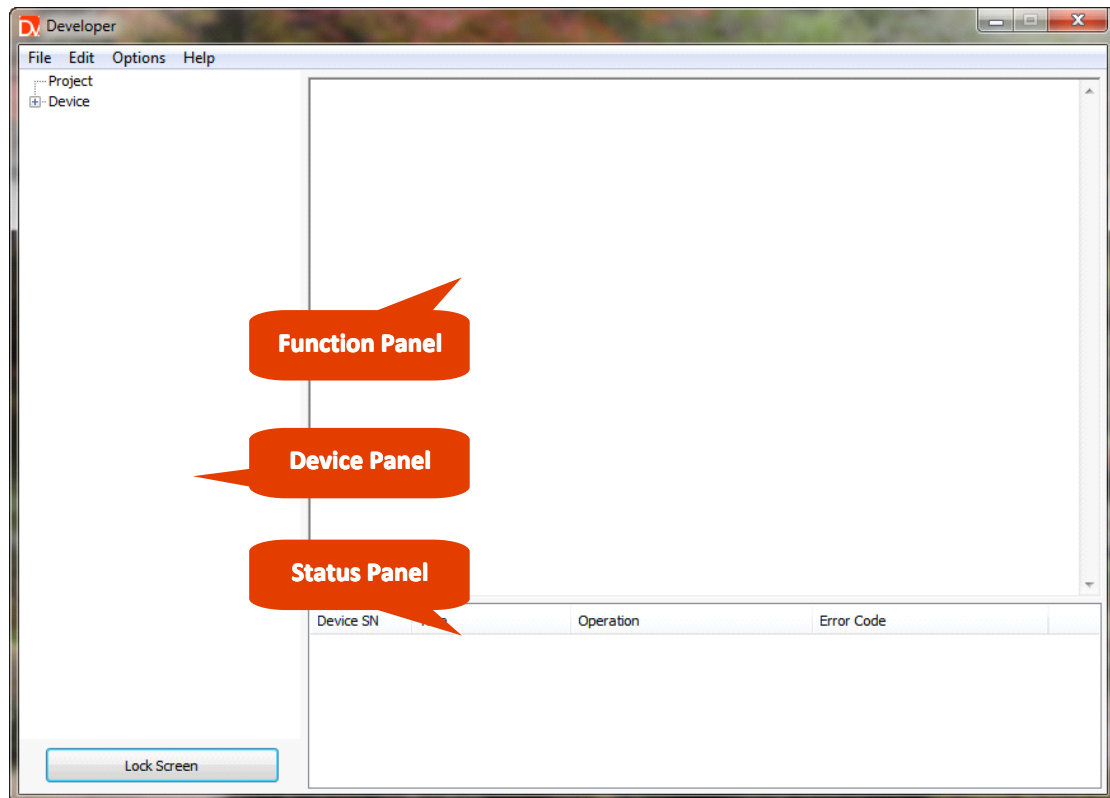 Developer
File Edit Options Help
Project
Device
Function Panel
Device Panel
Status Panel
Device SN Operation Error Code
Lock Screen